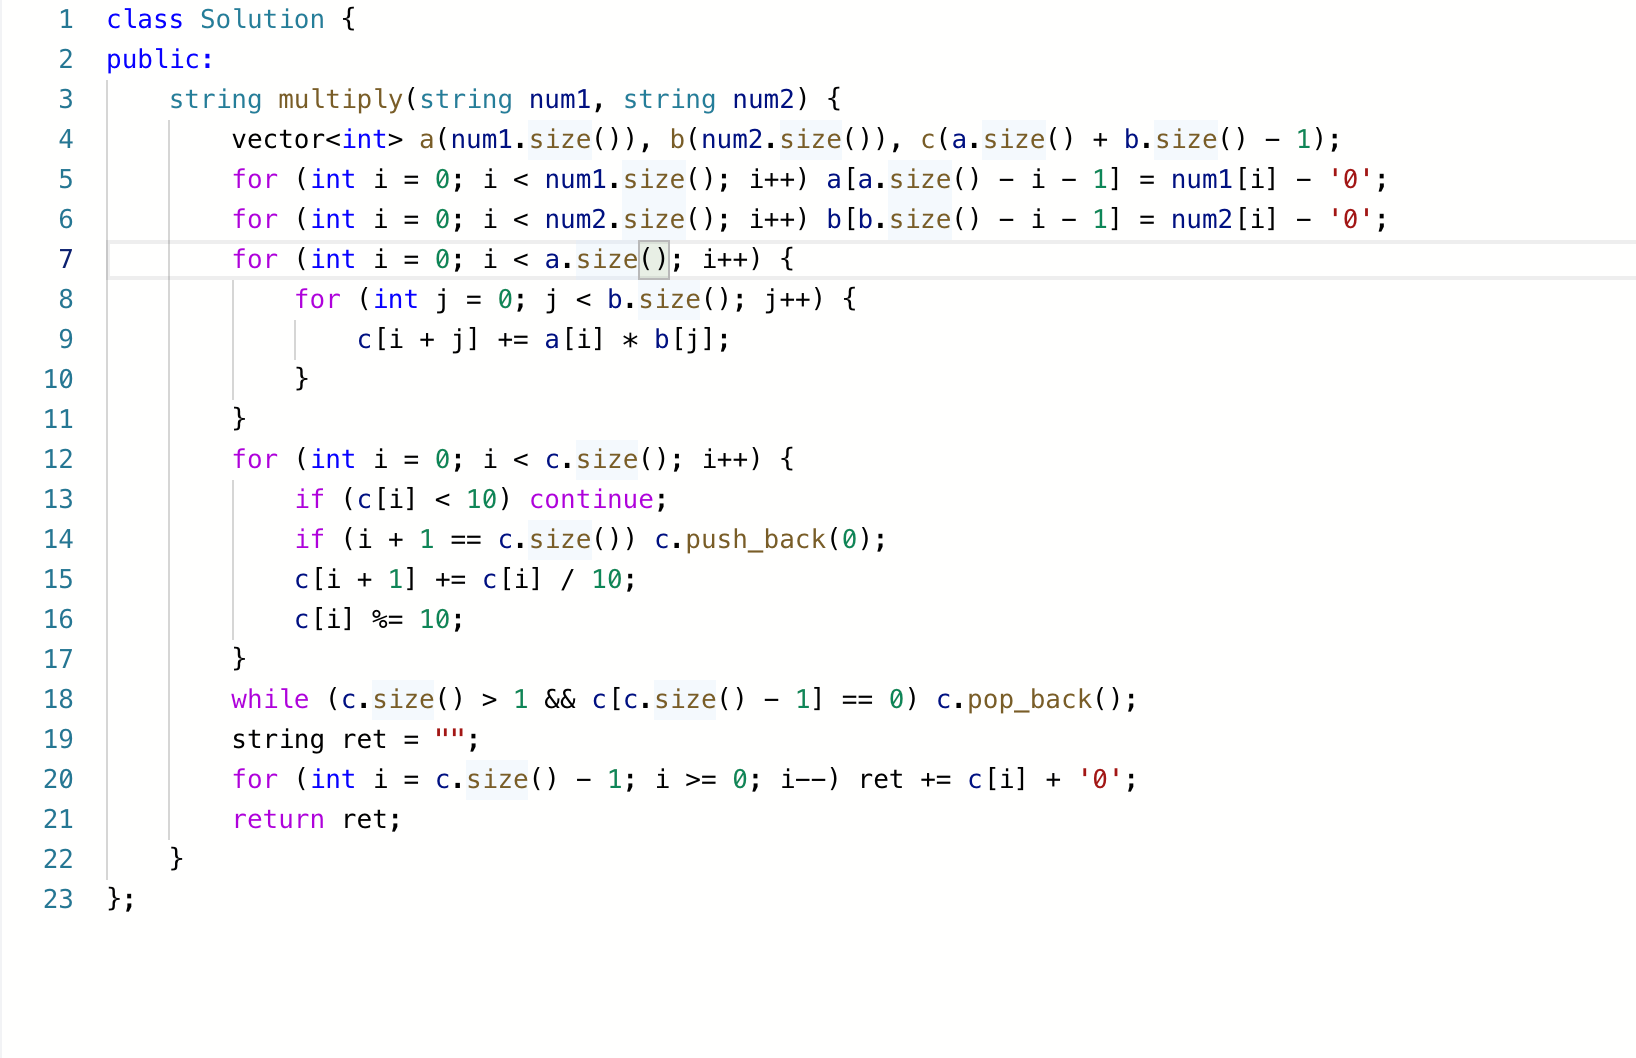 1 class Solution {
2 public:
3     string multiply(string num1, string num2) {
4         vector<int> a(num1.size()), b(num2.size()), c(a.size() + b.size() - 1);
5         for (int i = 0; i < num1.size(); i++) a[a.size() - i - 1] = num1[i] - '0';
6         for (int i = 0; i < num2.size(); i++) b[b.size() - i - 1] = num2[i] - '0';
7         for (int i = 0; i < a.size(); i++) {
8             for (int j = 0; j < b.size(); j++) {
9                 c[i + j] += a[i] * b[j];
10             }
11         }
12         for (int i = 0; i < c.size(); i++) {
13             if (c[i] < 10) continue;
14             if (i + 1 == c.size()) c.push_back(0);
15             c[i + 1] += c[i] / 10;
16             c[i] %= 10;
17         }
18         while (c.size() > 1 && c[c.size() - 1] == 0) c.pop_back();
19         string ret = "";
20         for (int i = c.size() - 1; i >= 0; i--) ret += c[i] + '0';
21         return ret;
22     }
23 };